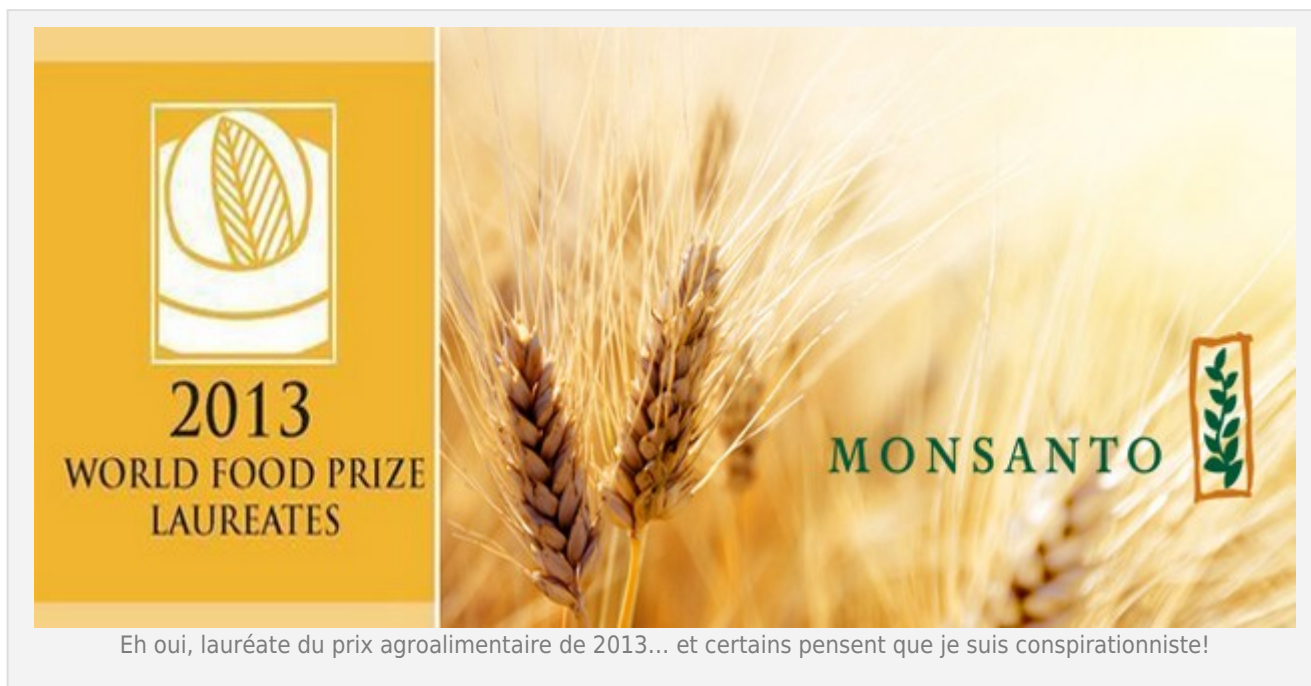 2013
WORLD FOOD PRIZE
LAUREATES
MONSANTO
Eh oui, lauréate du prix agroalimentaire de 2013... et certains pensent que je suis conspirationniste!